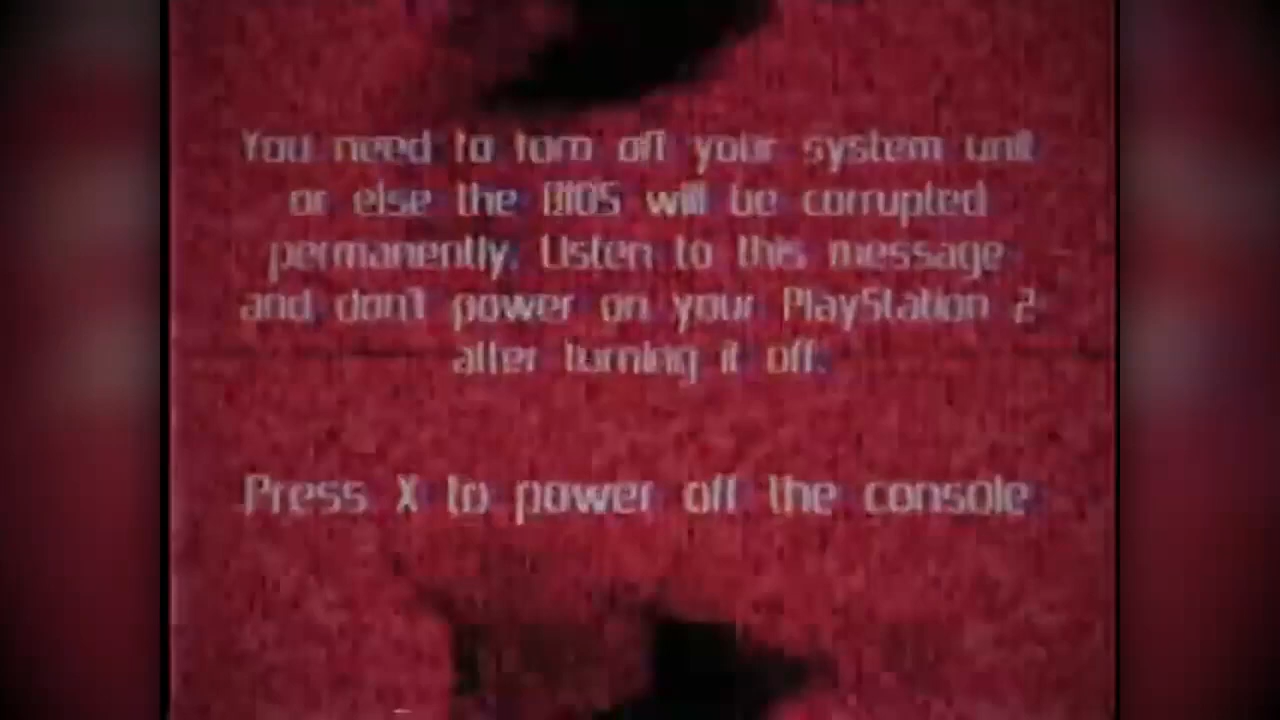 You need to torn off your system unit
or else the BIOS will be corrupted
permanently. Listen to this message
and don't power on your PlayStation 2
after turning it off.
Press X to power off the console